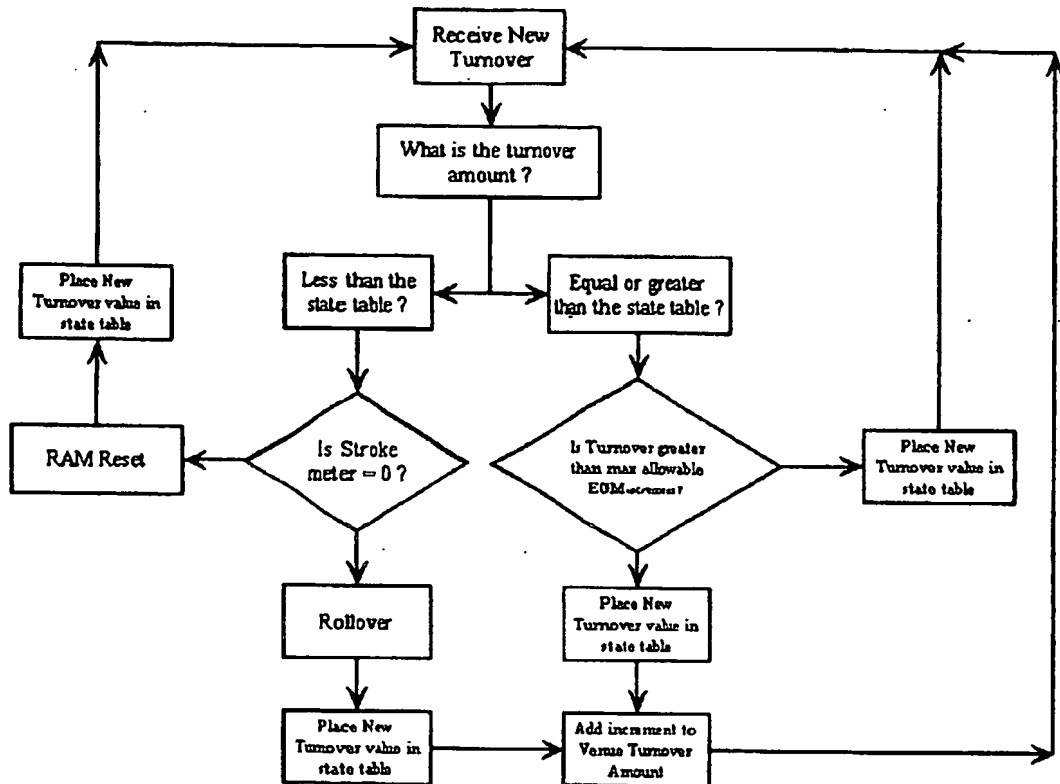 Receive New
Turnover
What is the turnover
amount ?
Less than the
state table ?
Equal or greater
than the state table ?
Place New
Turnover value in
state table
RAM Reset
Is Stroke
meter = 0 ?
Is Turnover greater
than max allowable
EGM
Place New
Turnover value in
state table
Rollover
Place New
Turnover value in
state table
Place New
Turnover value in
state table
Add increment to
Venue Turnover
Amount